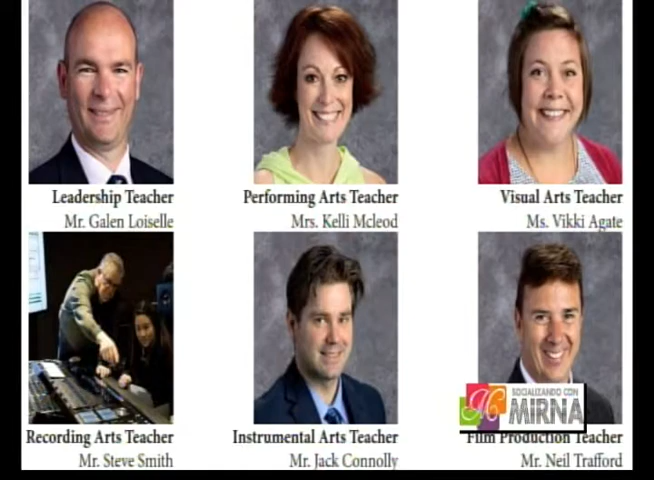 Leadership Teacher
Mr. Galen Loiselle
Performing Arts Teacher
Mrs. Kelli Mcleod
Visual Arts Teacher
Ms. Vikki Agate
Recording Arts Teacher
Mr. Steve Smith
Instrumental Arts Teacher
Mr. Jack Connolly
SOCIALIZANDO CON
MIRNA
Film Production Teacher
Mr. Neil Trafford